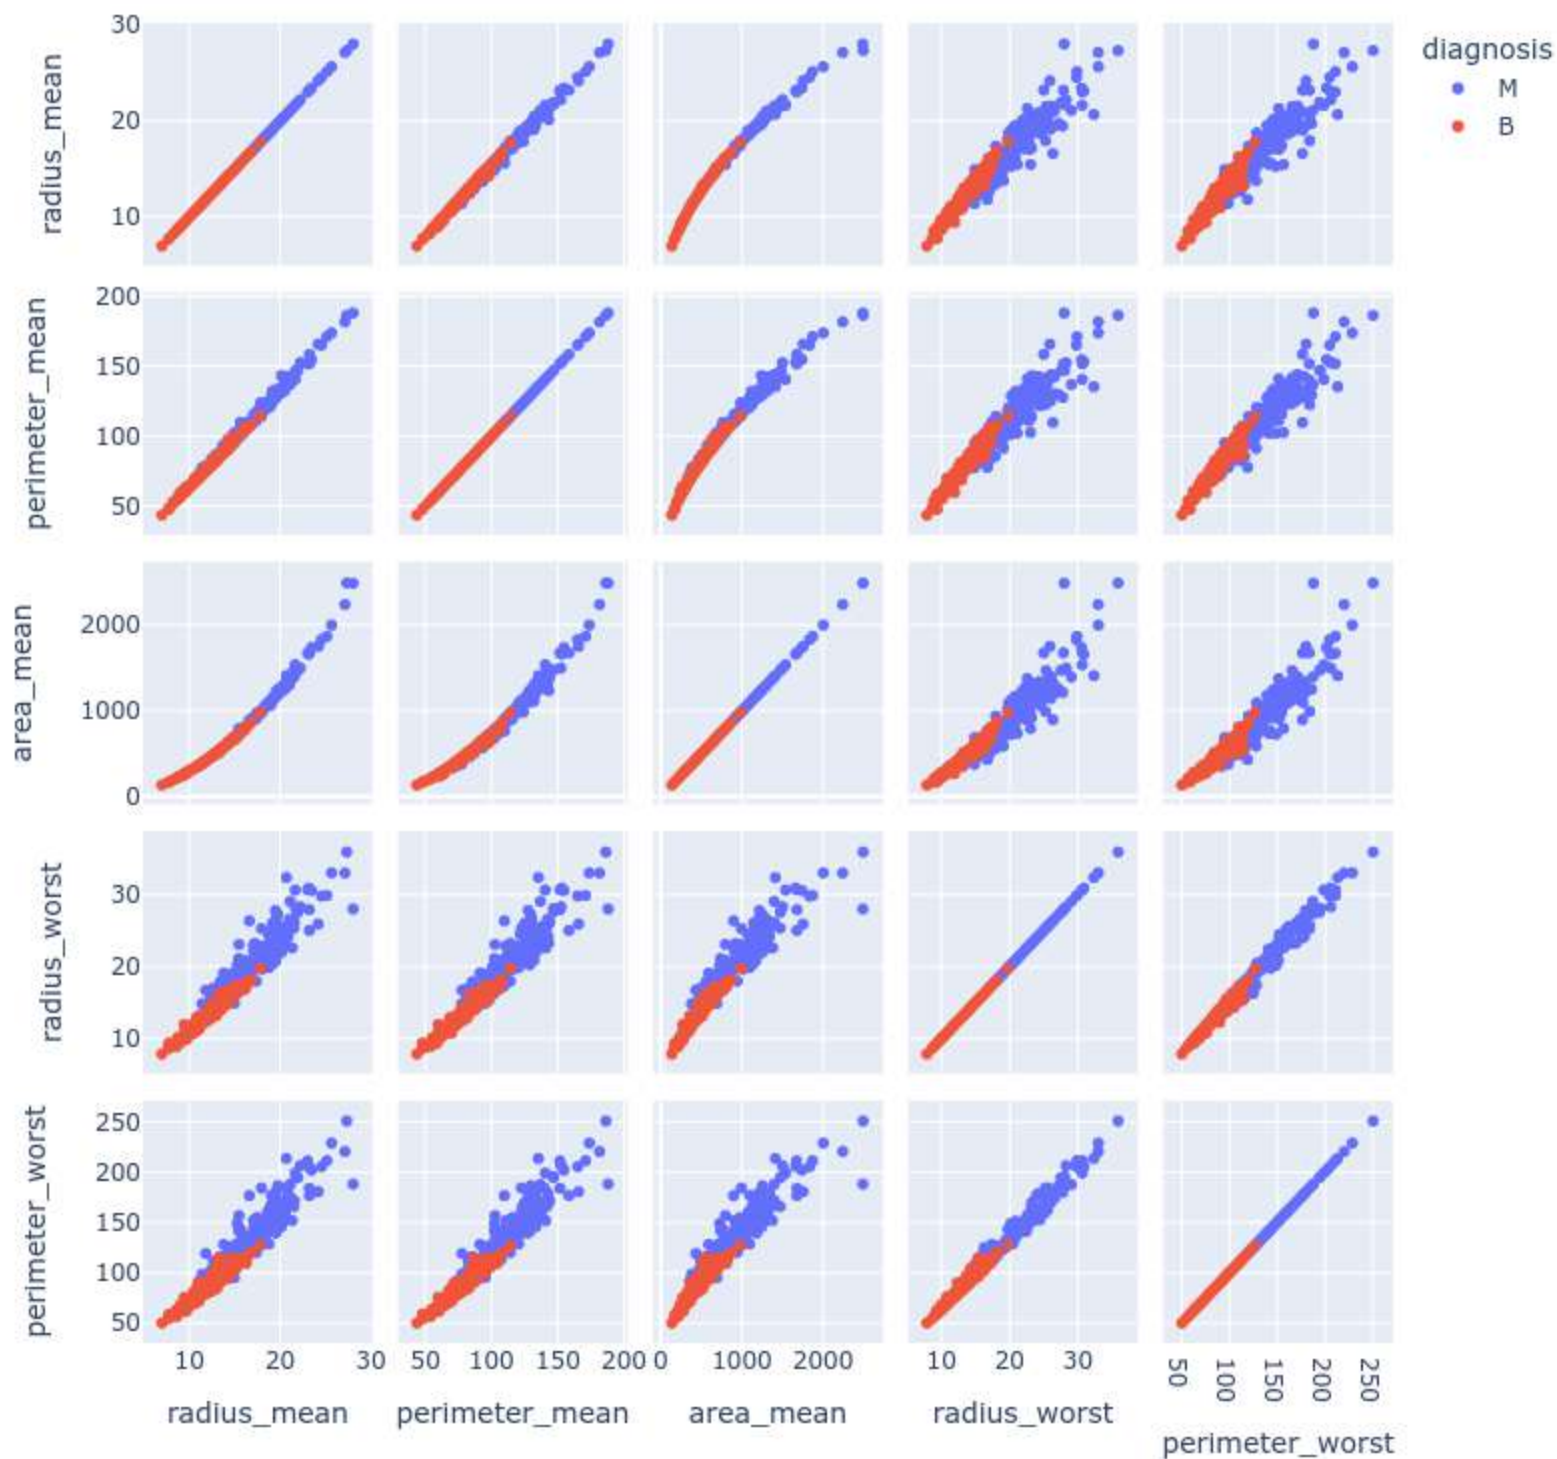 30
20
10
radius_mean
diagnosis
M
B
200
150
100
50
perimeter_mean
2000
1000
0
area_mean
30
20
10
radius_worst
250
200
150
100
50
perimeter_worst
10 20 30 50 100 150 200 0 1000 2000 10 20 30 50 100 150 200 250
radius_mean perimeter_mean area_mean radius_worst perimeter_worst